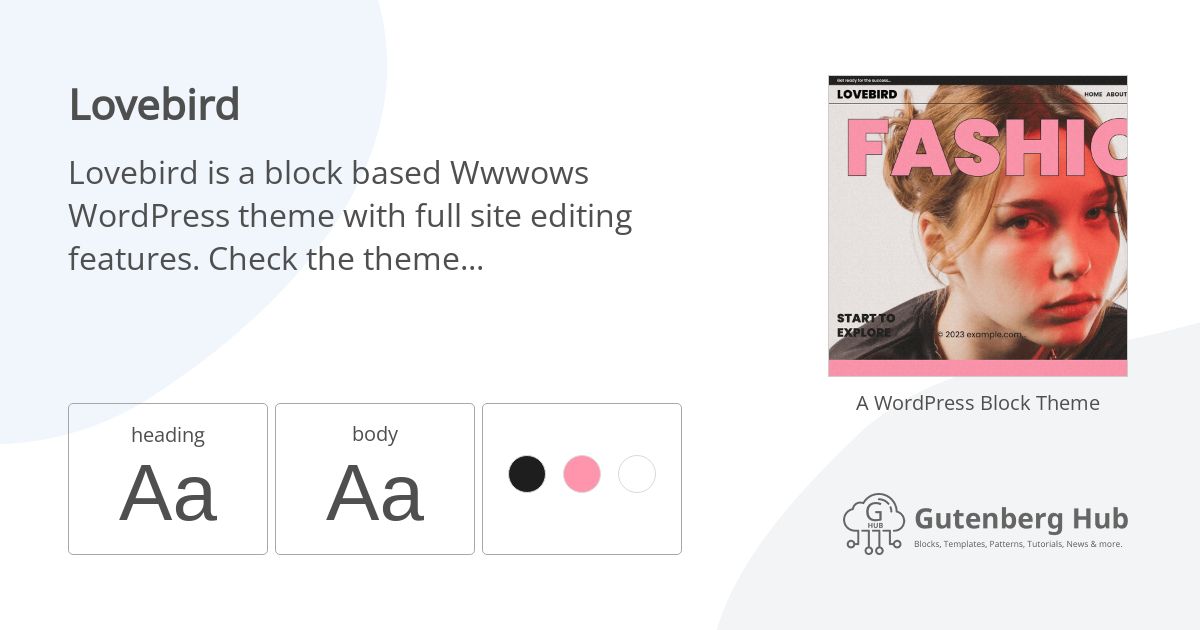 Lovebird
Lovebird is a block based Wwwows
WordPress theme with full site editing
features. Check the theme...
heading
Aa
body
Aa
Get ready for the success...
LOVEBIRD
HOME ABOUT
FASHIO
START TO
EXPLORE
© 2023 example.com
A WordPress Block Theme
G
HUB
Gutenberg Hub
Blocks, Templates, Patterns, Tutorials, News & more.